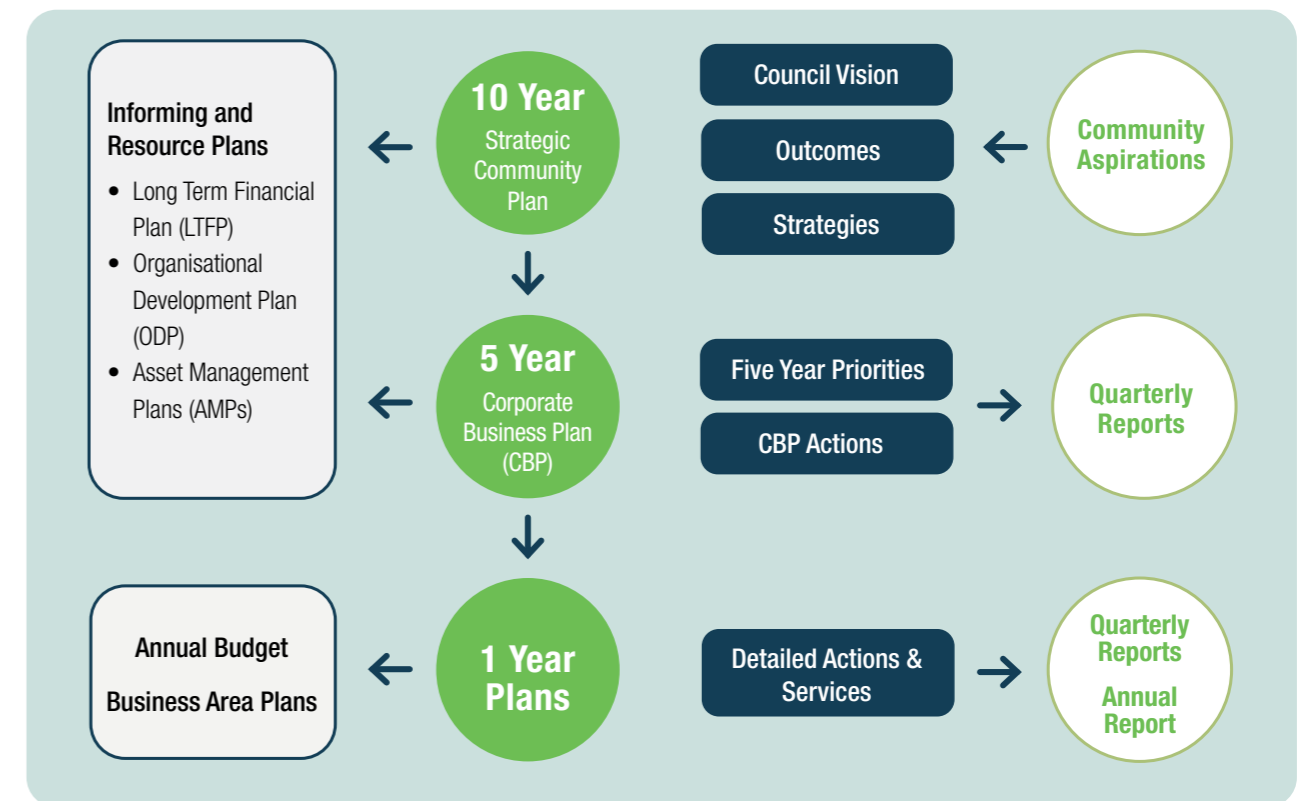 Informing and
Resource Plans
• Long Term Financial
Plan (LTFP)
• Organisational
Development Plan
(ODP)
• Asset Management
Plans (AMPs)
10 Year
Strategic
Community
Plan
Council Vision
Outcomes
Strategies
Community
Aspirations
5 Year
Corporate
Business Plan
(CBP)
Five Year Priorities
CBP Actions
Quarterly
Reports
Annual Budget
Business Area Plans
1 Year
Plans
Detailed Actions &
Services
Quarterly
Reports
Annual
Report